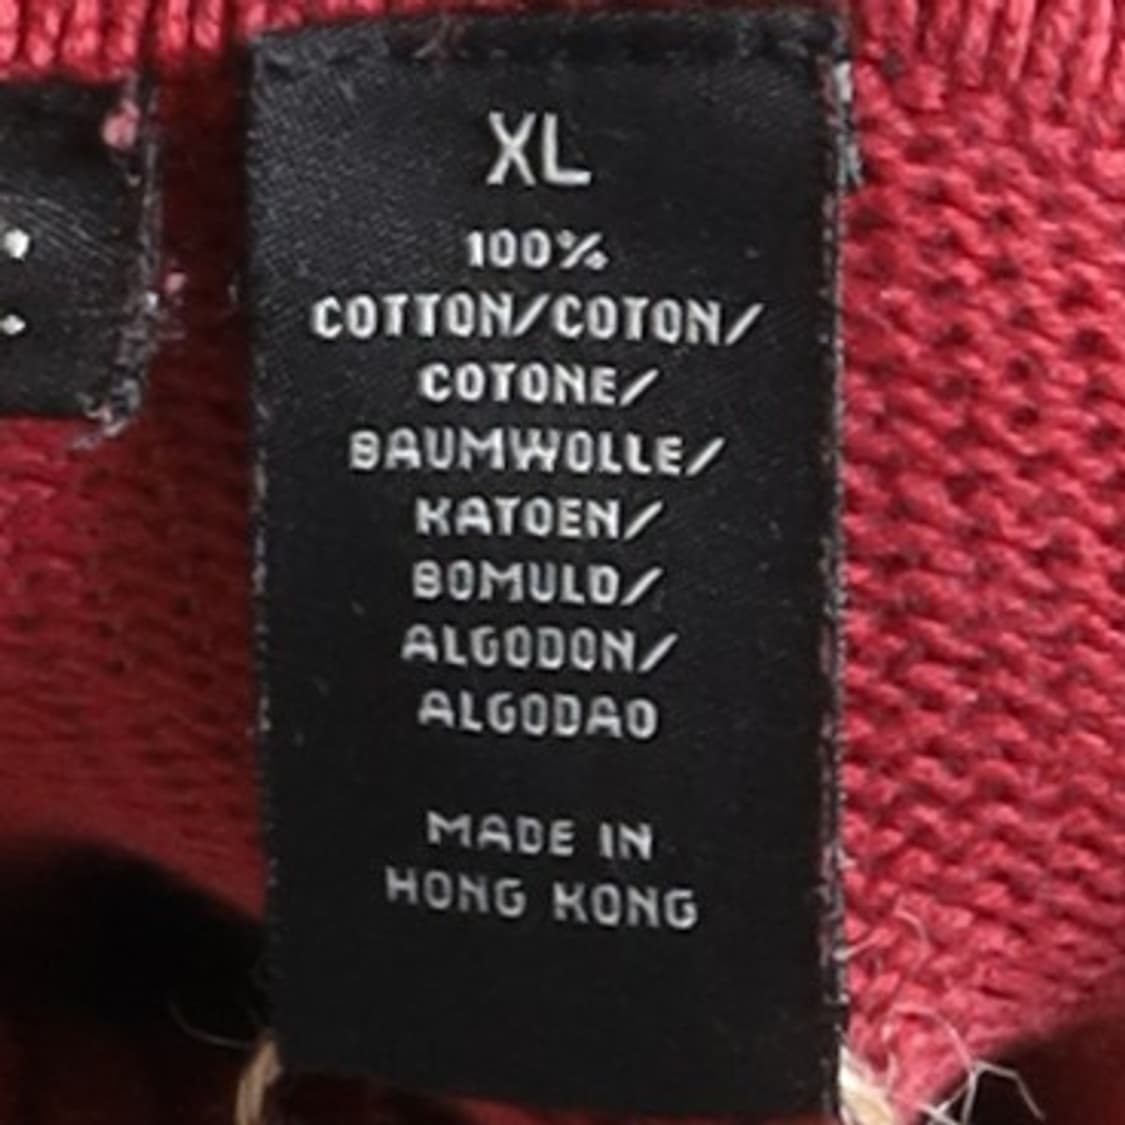 XL
100%
COTTON/COTON/
COTONE/
BAUMWOLLE/
KATOEN/
BOMULD/
ALGODON/
ALGODAO
MADE IN
HONG KONG